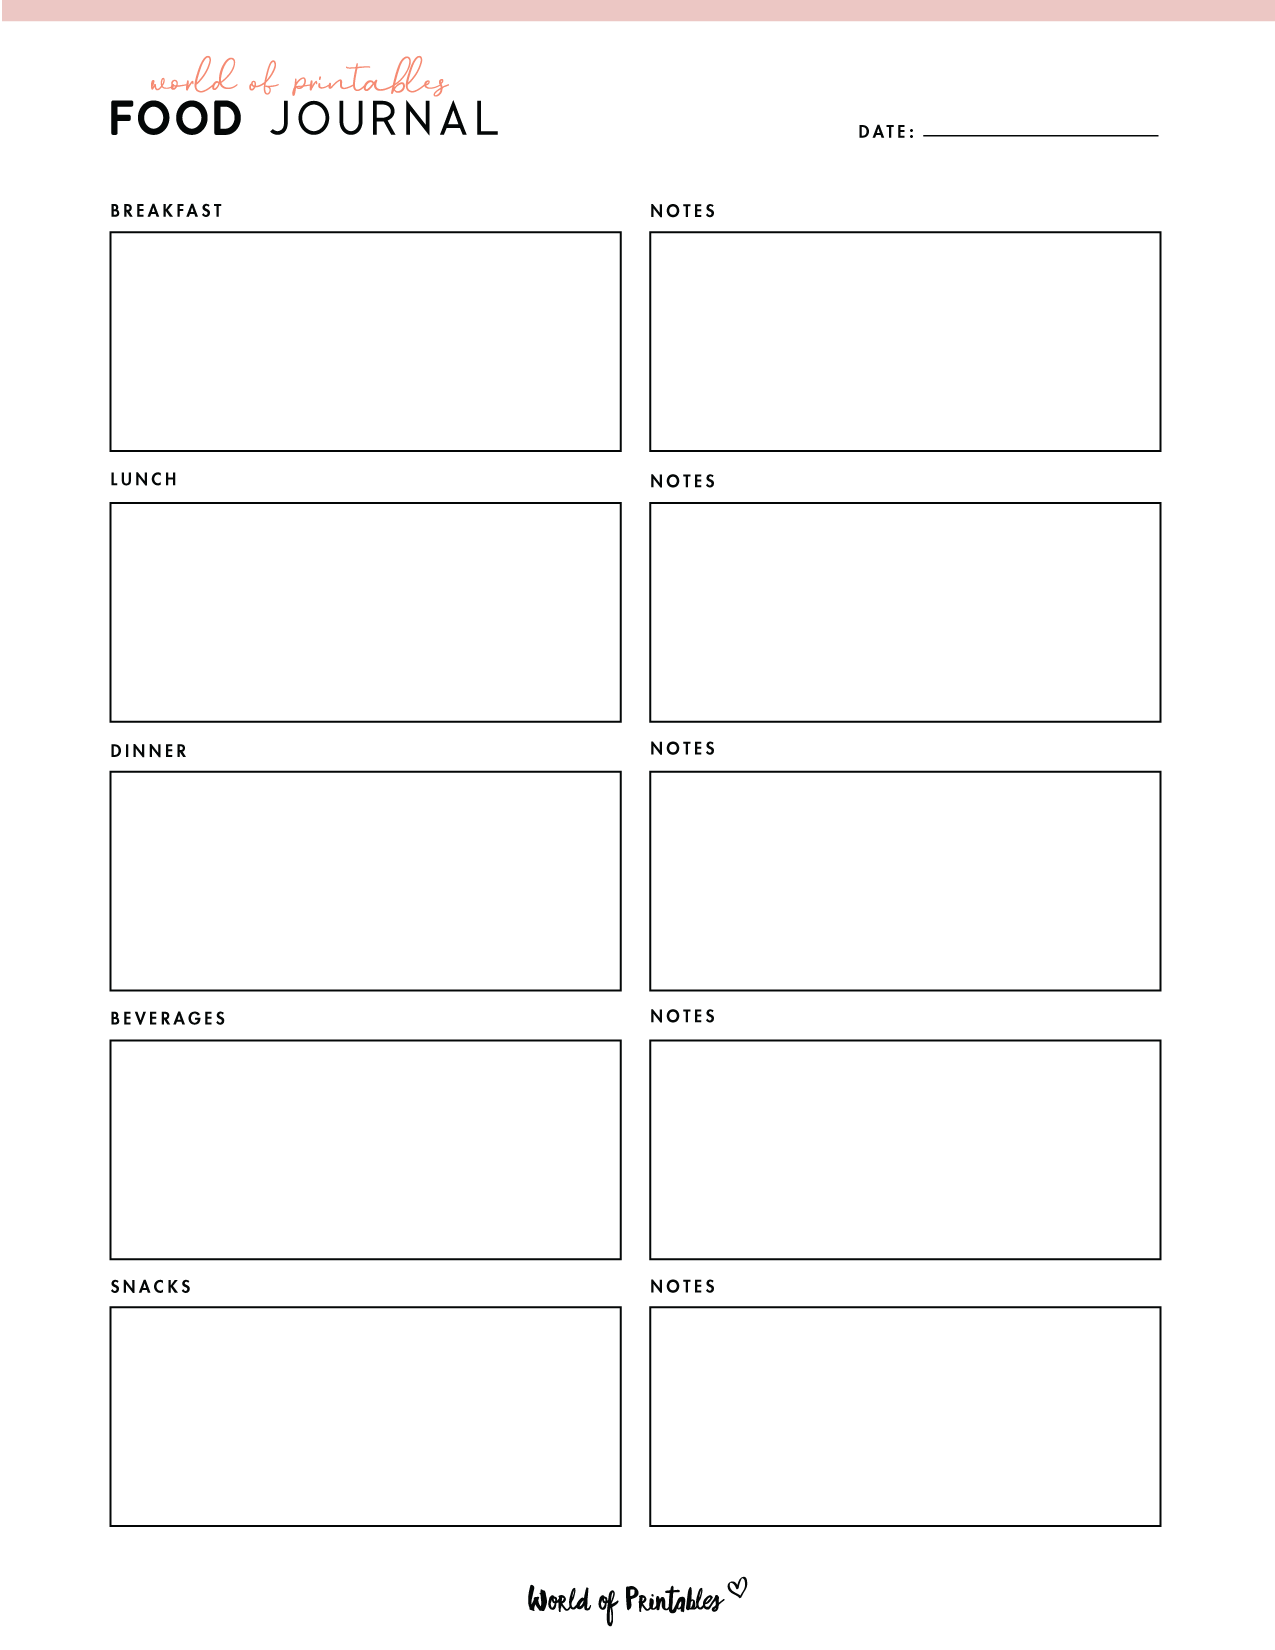 world of printables
FOOD JOURNAL
DATE:
BREAKFAST
NOTES
LUNCH
NOTES
DINNER
NOTES
BEVERAGES
NOTES
SNACKS
NOTES
World of Printables